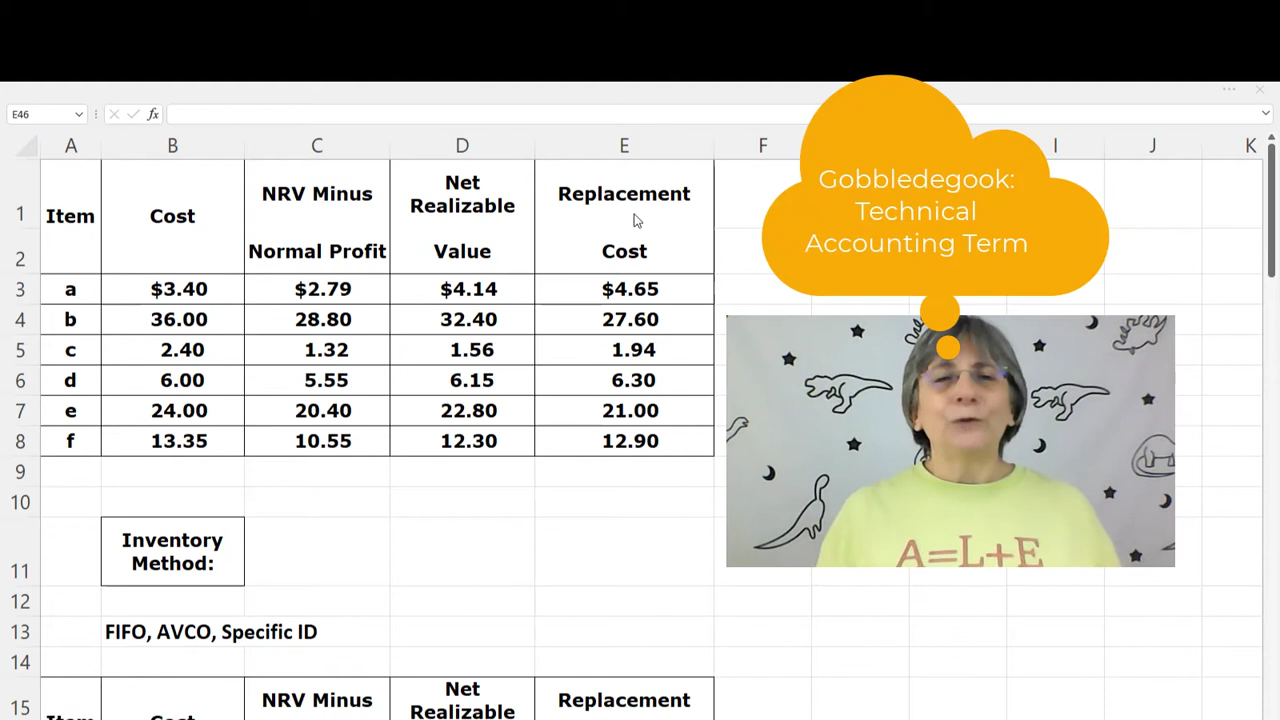 E46
fx
A B C D E F I J K
1 Item Cost NRV Minus Net Realizable Replacement
2 Normal Profit Value Cost
3 a $3.40 $2.79 $4.14 $4.65
4 b 36.00 28.80 32.40 27.60
5 c 2.40 1.32 1.56 1.94
6 d 6.00 5.55 6.15 6.30
7 e 24.00 20.40 22.80 21.00
8 f 13.35 10.55 12.30 12.90
9
10
11 Inventory Method:
12
13 FIFO, AVCO, Specific ID
14
15 NRV Minus Net Realizable Replacement
Item Cost
Gobbledegook:
Technical
Accounting Term
A=L+E